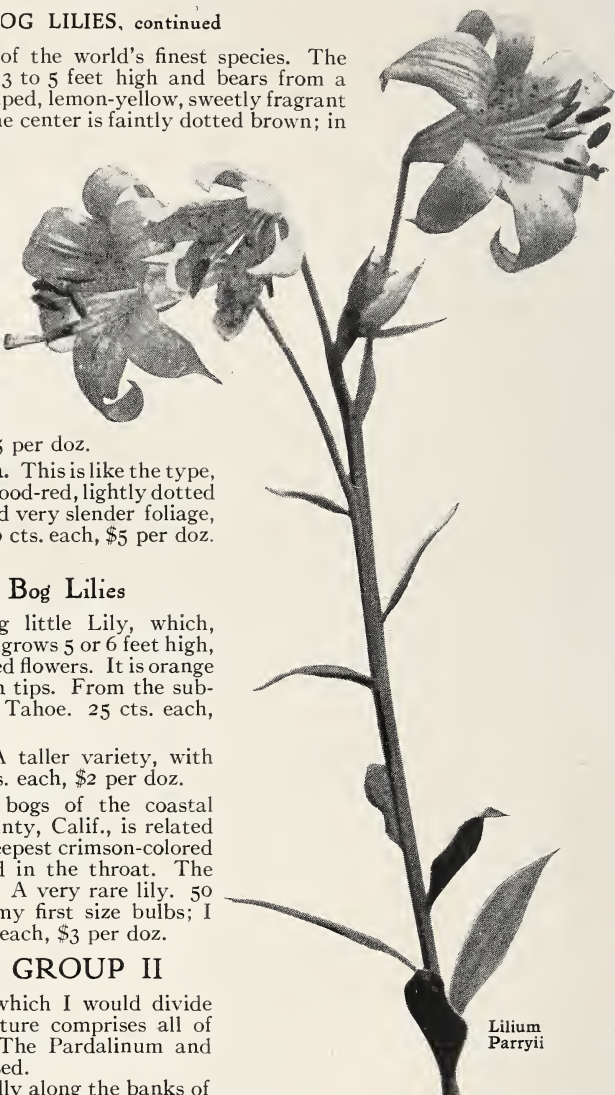 OG LILIES, continued
of the world's finest species. The
3 to 5 feet high and bears from a
ped, lemon-yellow, sweetly fragrant
e center is faintly dotted brown; in
5 per doz.
a. This is like the type,
ood-red, lightly dotted
d very slender foliage,
cts. each, $5 per doz.
Bog Lilies
g little Lily, which,
grows 5 or 6 feet high,
ed flowers. It is orange
n tips. From the sub-
Tahoe. 25 cts. each,
A taller variety, with
s. each, $2 per doz.
bogs of the coastal
nty, Calif., is related
eepest crimson-colored
d in the throat. The
A very rare lily. 50
my first size bulbs; I
each, $3 per doz.
GROUP II
which I would divide
ture comprises all of
The Pardalinum and
sed.
lly along the banks of
Lilium
Parryii